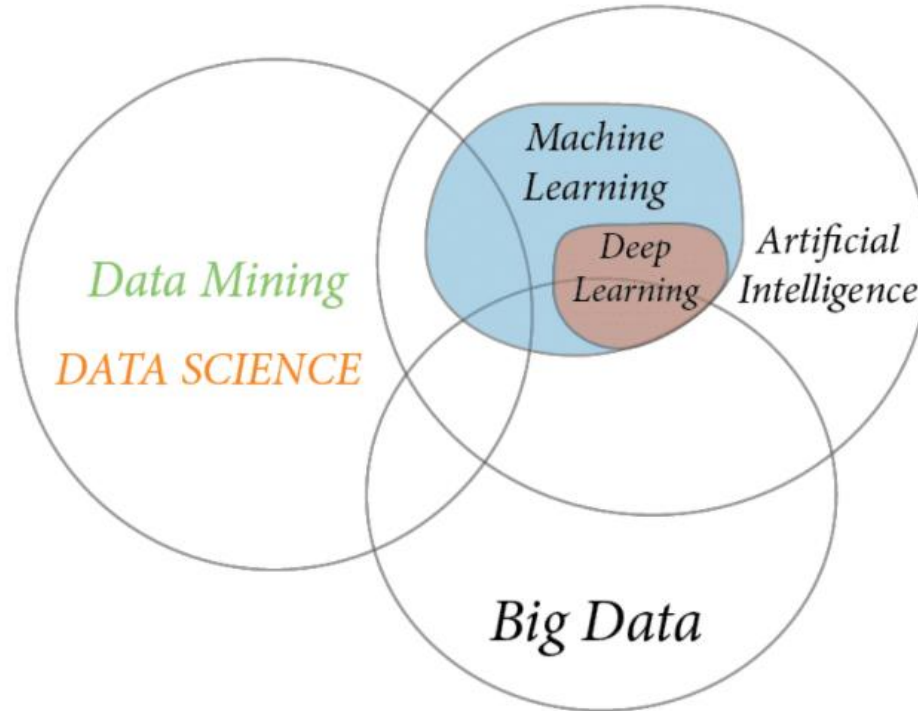 Machine
Learning
Deep
Learning
Artificial
Intelligence
Data Mining
DATA SCIENCE
Big Data